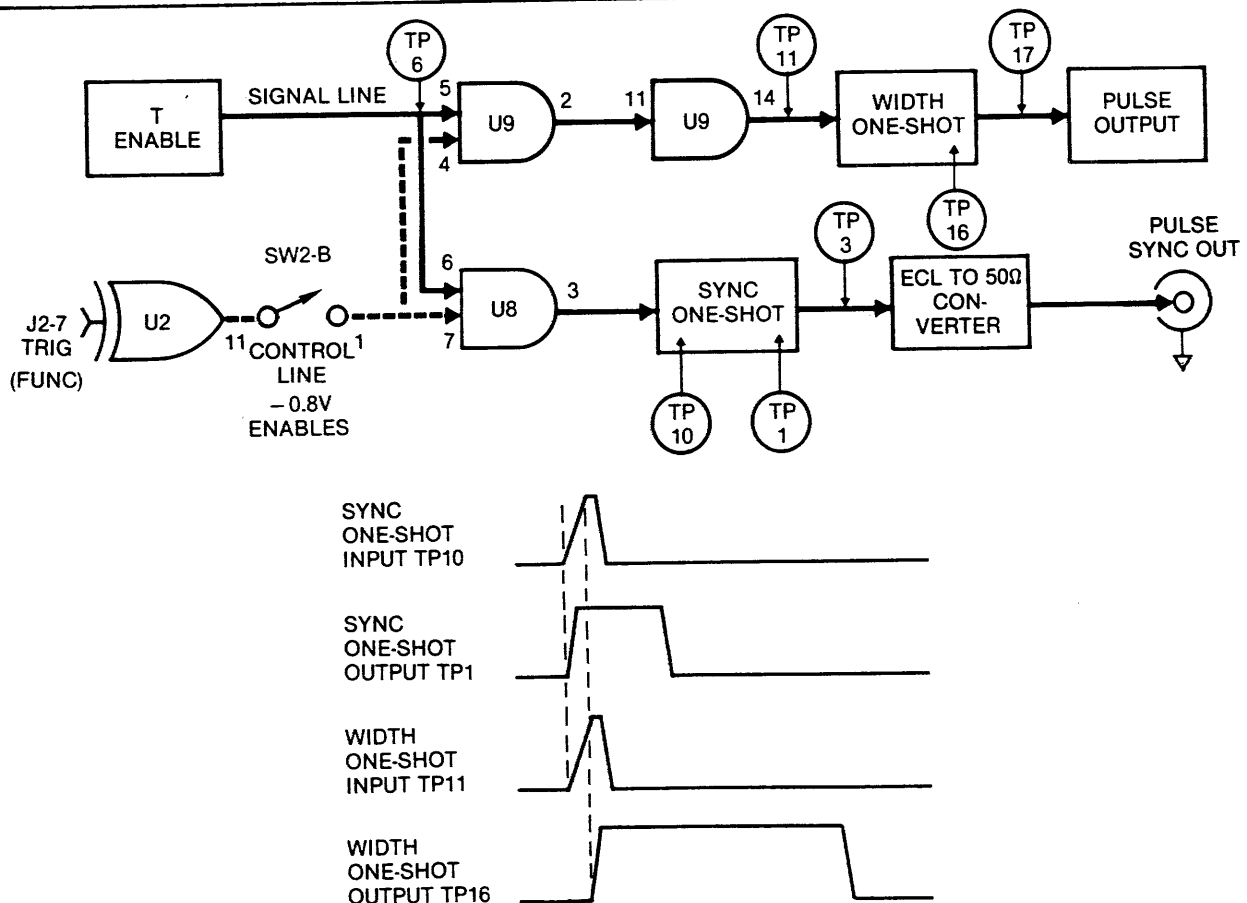 TP
6
TP
11
TP
17
T
ENABLE
SIGNAL LINE
5
4
U9
2
11
U9
14
WIDTH
ONE-SHOT
PULSE
OUTPUT
TP
16
SW2-B
J2-7
TRIG
(FUNC)
U2
11
CONTROL
LINE
–0.8V
ENABLES
1
6
7
U8
3
SYNC
ONE-SHOT
TP
10
TP
1
TP
3
ECL TO 50Ω
CON-
VERTER
PULSE
SYNC OUT
SYNC
ONE-SHOT
INPUT TP10
SYNC
ONE-SHOT
OUTPUT TP1
WIDTH
ONE-SHOT
INPUT TP11
WIDTH
ONE-SHOT
OUTPUT TP16